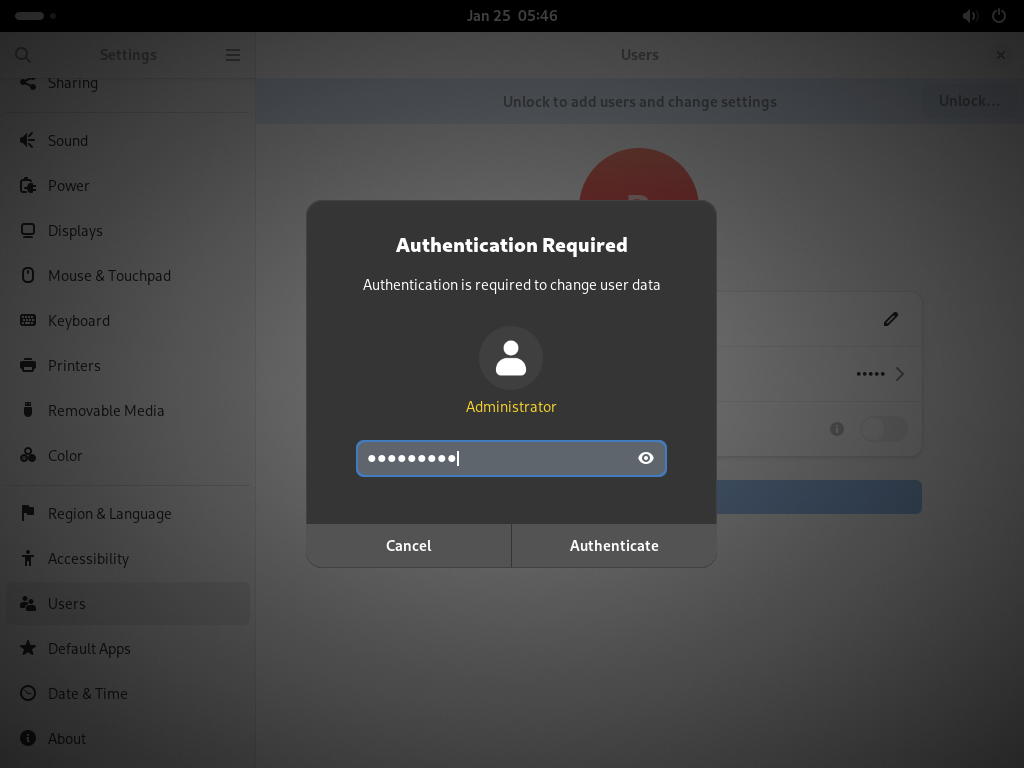 Jan 25 05:46
Settings
Users
Sharing
Unlock to add users and change settings
Unlock...
Sound
Power
Displays
Mouse & Touchpad
Keyboard
Printers
Removable Media
Color
Region & Language
Accessibility
Users
Default Apps
Date & Time
About
Authentication Required
Authentication is required to change user data
Administrator
Cancel
Authenticate